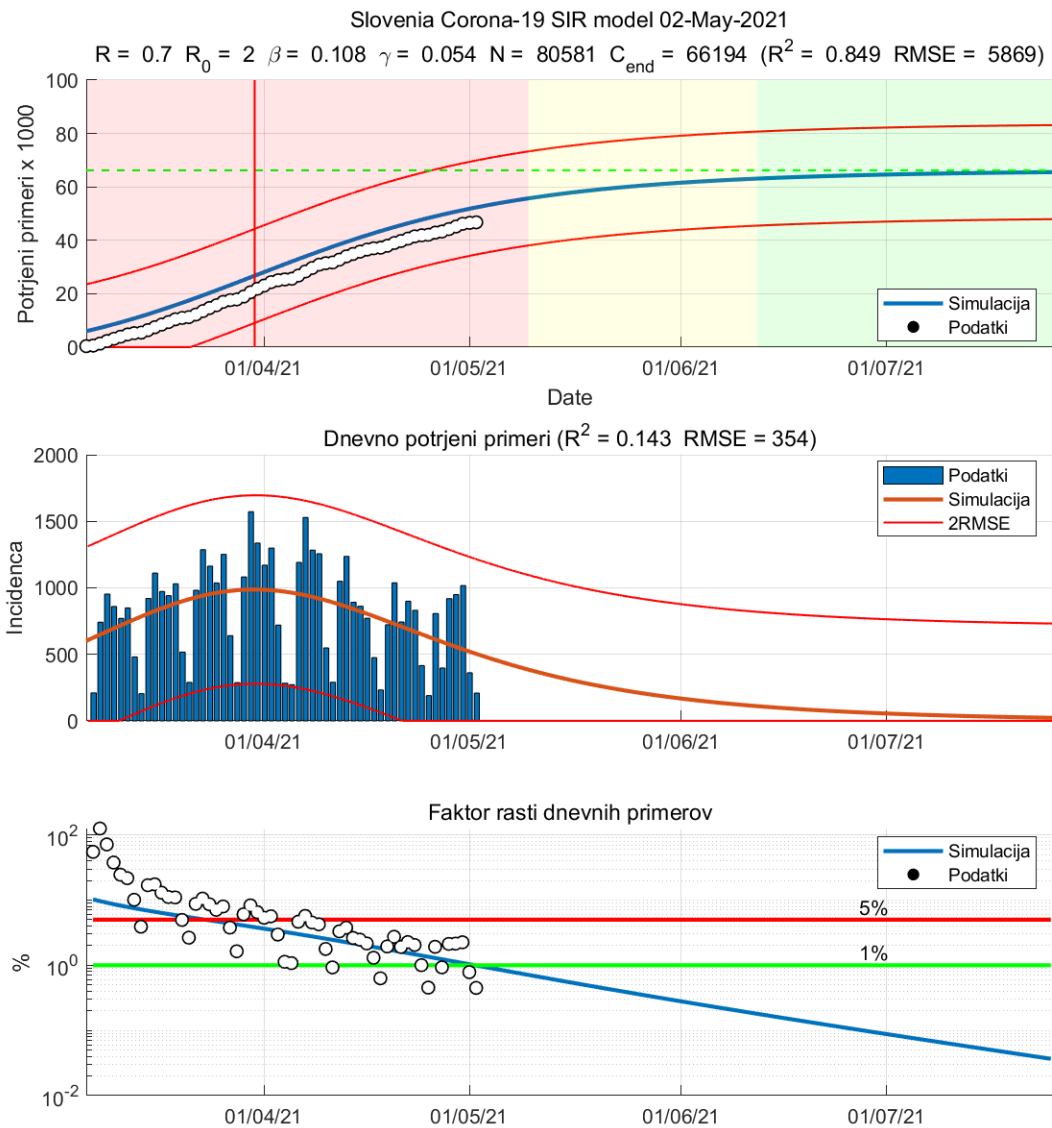 Slovenia Corona-19 SIR model 02-May-2021
R = 0.7 R₀ = 2 β = 0.108 γ = 0.054 N = 80581 C_end = 66194 (R² = 0.849 RMSE = 5869)
100
80
60
40
20
0
Potrjeni primeri x 1000
Simulacija
Podatki
01/04/21 01/05/21 01/06/21 01/07/21
Date
Dnevno potrjeni primeri (R² = 0.143 RMSE = 354)
2000
1500
1000
500
0
Incidenca
Podatki
Simulacija
2RMSE
01/04/21 01/05/21 01/06/21 01/07/21
Faktor rasti dnevnih primerov
10²
10⁰
10⁻²
%
Simulacija
Podatki
5%
1%
01/04/21 01/05/21 01/06/21 01/07/21